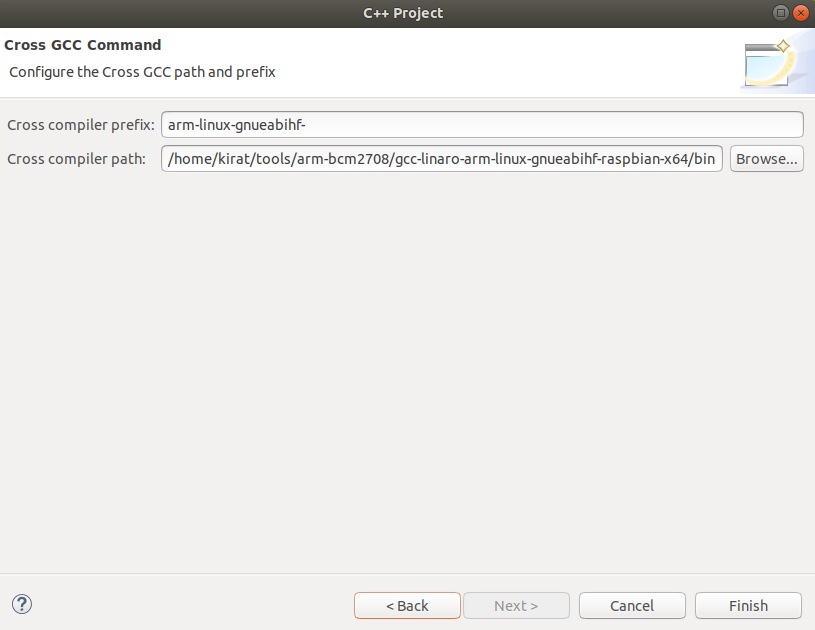 C++ Project
Cross GCC Command
Configure the Cross GCC path and prefix
Cross compiler prefix: arm-linux-gnueabihf-
Cross compiler path: /home/kirat/tools/arm-bcm2708/gcc-linaro-arm-linux-gnueabihf-raspbian-x64/bin Browse...
? < Back Next > Cancel Finish